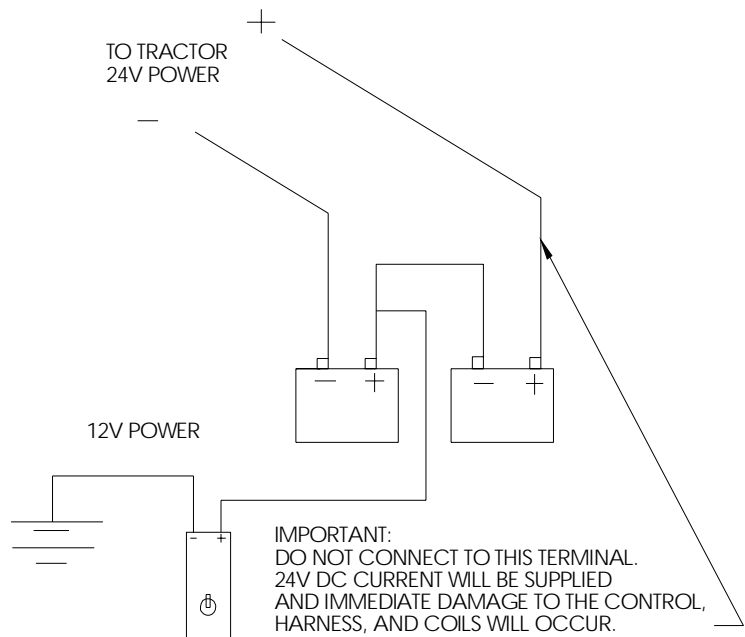 +
TO TRACTOR
24V POWER
–
– +
– +
12V POWER
- +
IMPORTANT:
DO NOT CONNECT TO THIS TERMINAL.
24V DC CURRENT WILL BE SUPPLIED
AND IMMEDIATE DAMAGE TO THE CONTROL,
HARNESS, AND COILS WILL OCCUR.